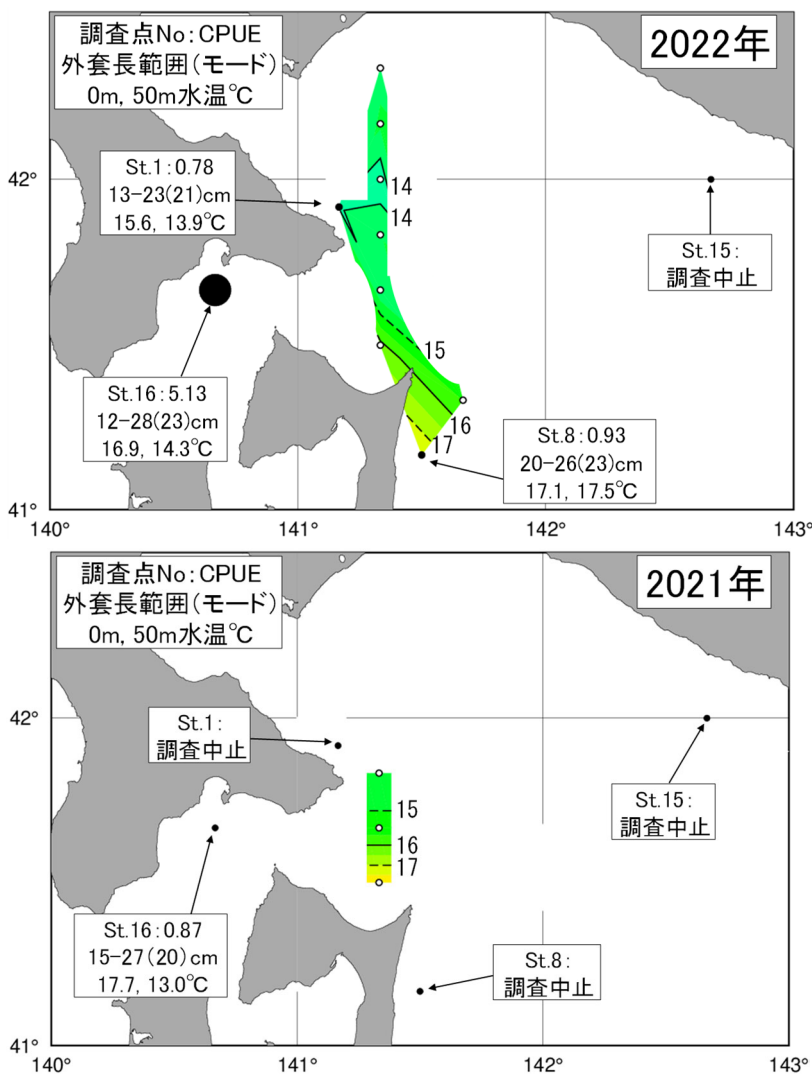 調査点No:CPUE
外套長範囲(モード)
0m, 50m水温℃
2022年
42°
St.1:0.78
13-23(21)cm
15.6, 13.9℃
14
14
St.15:
調査中止
15
St.16:5.13
12-28(23)cm
16.9, 14.3℃
16
17
St.8:0.93
20-26(23)cm
17.1, 17.5℃
41°
140°
141°
142°
143°
調査点No:CPUE
外套長範囲(モード)
0m, 50m水温℃
2021年
42°
St.1:
調査中止
15
16
17
St.15:
調査中止
St.16:0.87
15-27(20)cm
17.7, 13.0℃
St.8:
調査中止
41°
140°
141°
142°
143°